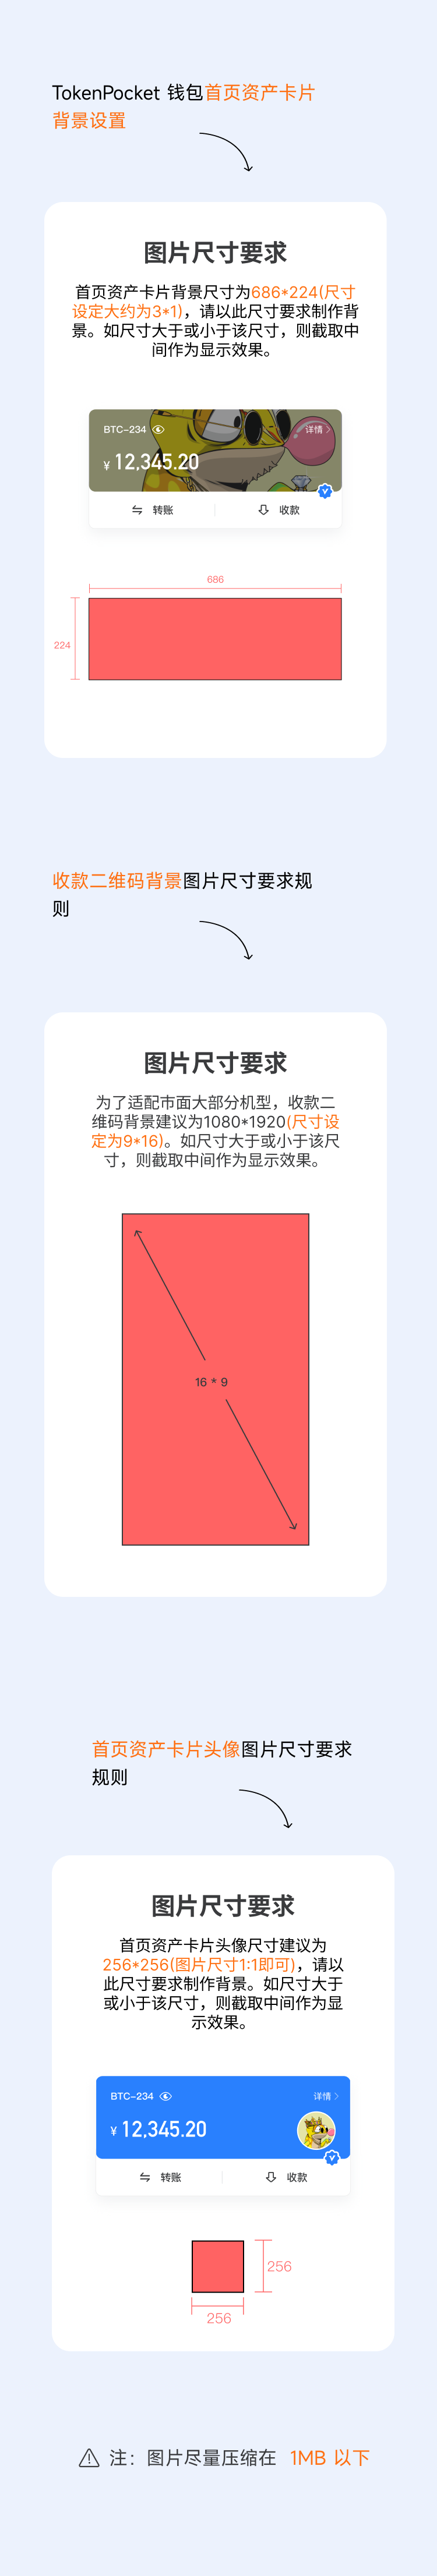 TokenPocket 钱包首页资产卡片
背景设置
图片尺寸要求
首页资产卡片背景尺寸为686*224(尺寸
设定大约为3*1)，请以此尺寸要求制作背
景。如尺寸大于或小于该尺寸，则截取中
间作为显示效果。
BTC-234
详情
¥ 12,345.20
转账
收款
686
224
收款二维码背景图片尺寸要求规
则
图片尺寸要求
为了适配市面大部分机型，收款二
维码背景建议为1080*1920(尺寸设
定为9*16)。如尺寸大于或小于该尺
寸，则截取中间作为显示效果。
16 * 9
首页资产卡片头像图片尺寸要求
规则
图片尺寸要求
首页资产卡片头像尺寸建议为
256*256(图片尺寸1:1即可)，请以
此尺寸要求制作背景。如尺寸大于
或小于该尺寸，则截取中间作为显
示效果。
BTC-234
详情
¥ 12,345.20
转账
收款
256
256
注：图片尽量压缩在 1MB 以下